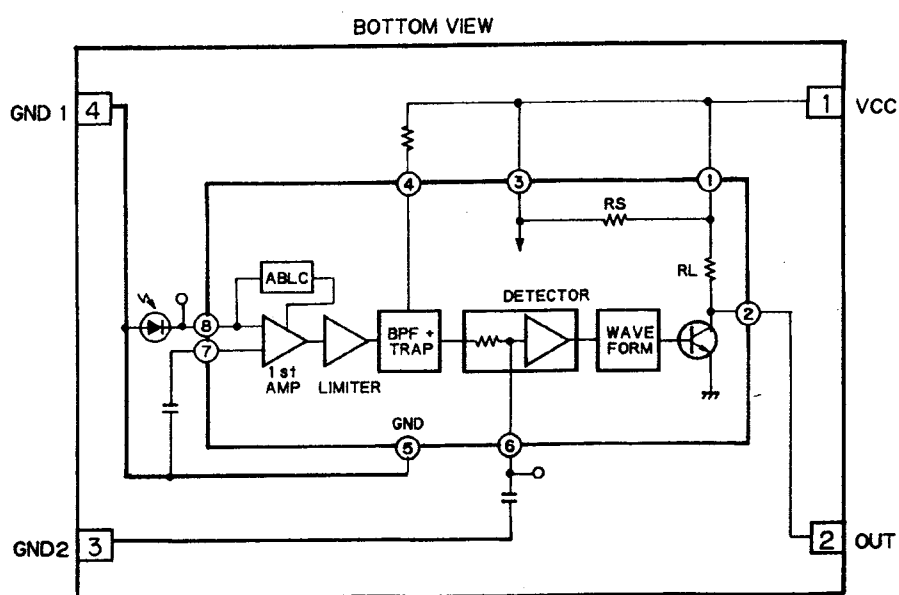 BOTTOM VIEW
GND 1
4
1
VCC
4
3
1
RS
RL
ABLC
DETECTOR
8
7
BPF +
TRAP
WAVE
FORM
2
1st
AMP
LIMITER
GND
5
6
GND2
3
2
OUT